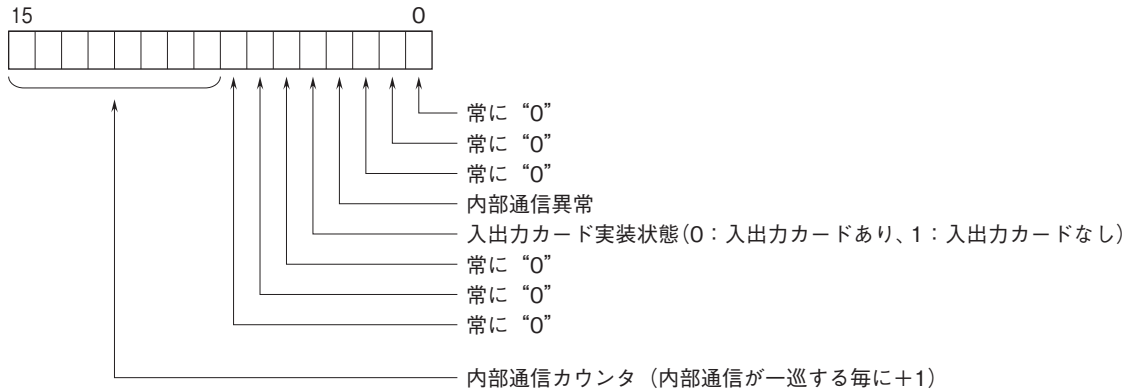 15 0
常に “0”
常に “0”
常に “0”
内部通信異常
入出力カード実装状態(0：入出力カードあり、1：入出力カードなし)
常に “0”
常に “0”
常に “0”
内部通信カウンタ（内部通信が一巡する毎に＋1）